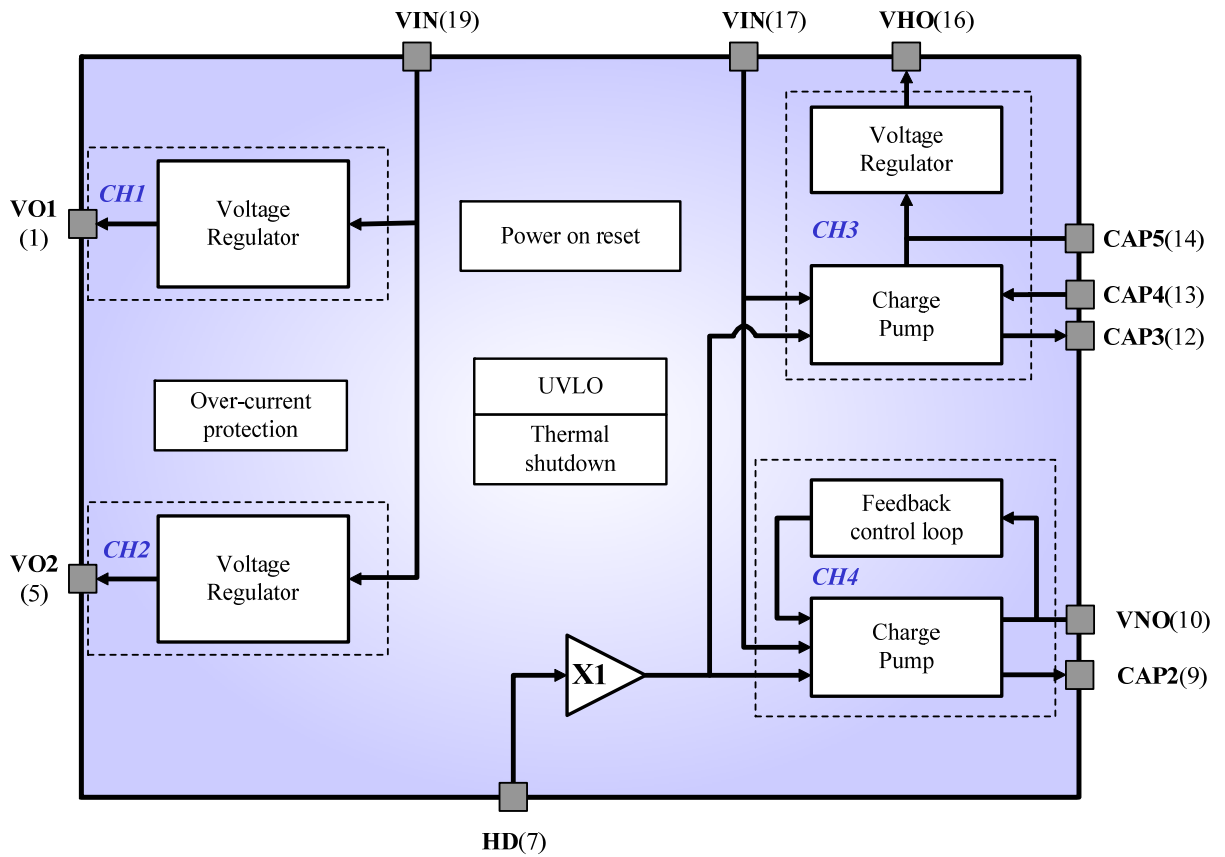 VIN(19)
VIN(17)
VHO(16)
Voltage
Regulator
CH1
Voltage
Regulator
VO1
(1)
Power on reset
CH3
CAP5(14)
Charge
Pump
CAP4(13)
CAP3(12)
Over-current
protection
UVLO
Thermal
shutdown
Feedback
control loop
CH2
Voltage
Regulator
VO2
(5)
CH4
Charge
Pump
VNO(10)
CAP2(9)
X1
HD(7)